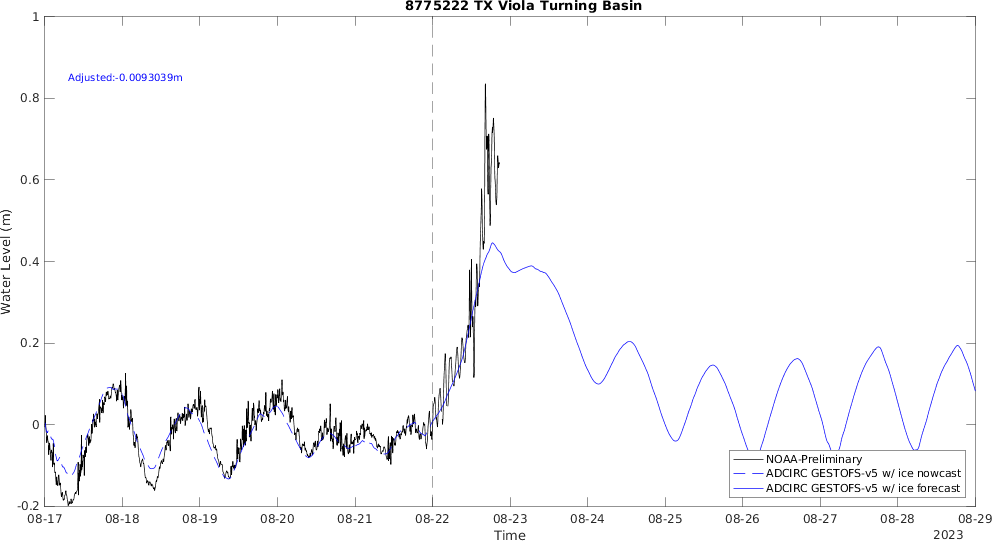 8775222 TX Viola Turning Basin
1
Adjusted:-0.0093039m
0.8
0.6
0.4
0.2
0
-0.2
Water Level (m)
NOAA-Preliminary
ADCIRC GESTOFS-v5 w/ ice nowcast
ADCIRC GESTOFS-v5 w/ ice forecast
08-17 08-18 08-19 08-20 08-21 08-22 08-23 08-24 08-25 08-26 08-27 08-28 08-29
Time
2023